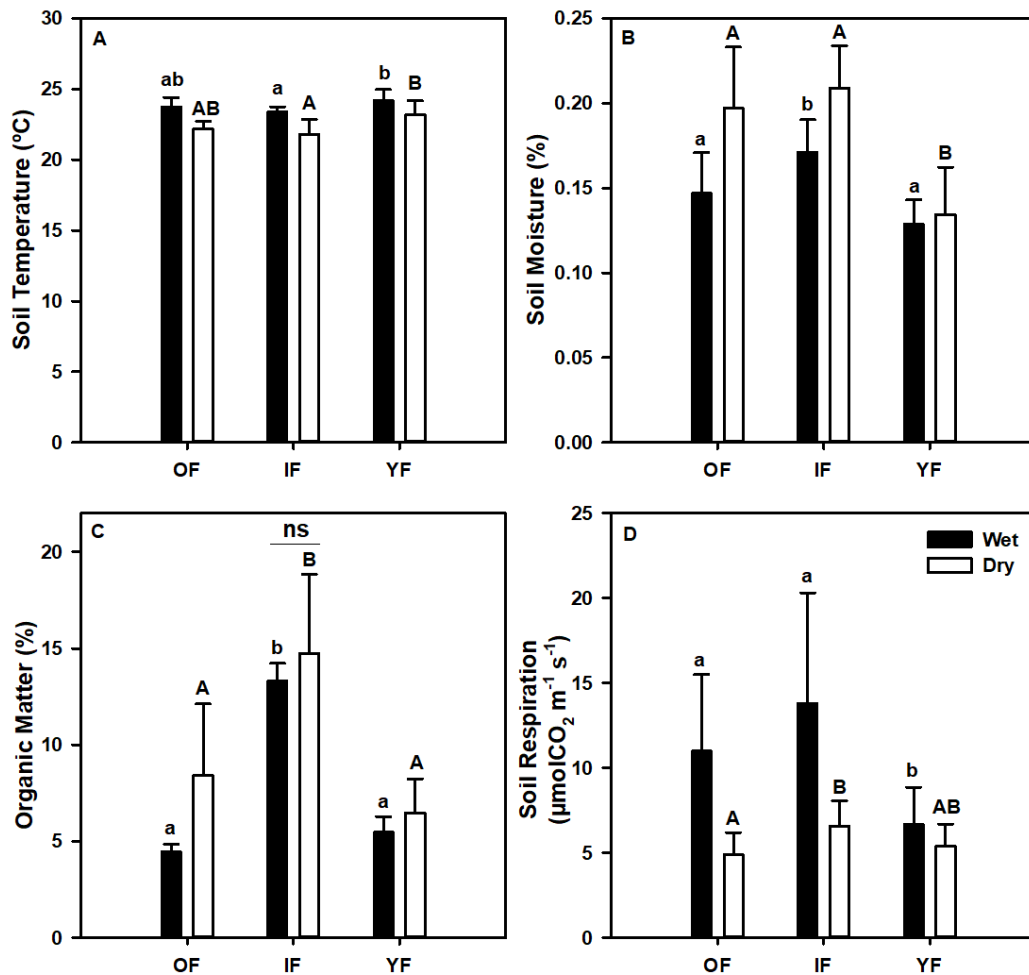 A
Soil Temperature (ºC)
30
25
20
15
10
5
0
ab
AB
a
A
b
B
OF
IF
YF
B
Soil Moisture (%)
0.25
0.20
0.15
0.10
0.05
0.00
a
A
b
A
a
B
OF
IF
YF
C
Organic Matter (%)
20
15
10
5
0
ns
a
A
b
B
a
A
OF
IF
YF
D
Soil Respiration
(µmolCO₂ m⁻¹ s⁻¹)
25
20
15
10
5
0
Wet
Dry
a
A
a
B
b
AB
OF
IF
YF